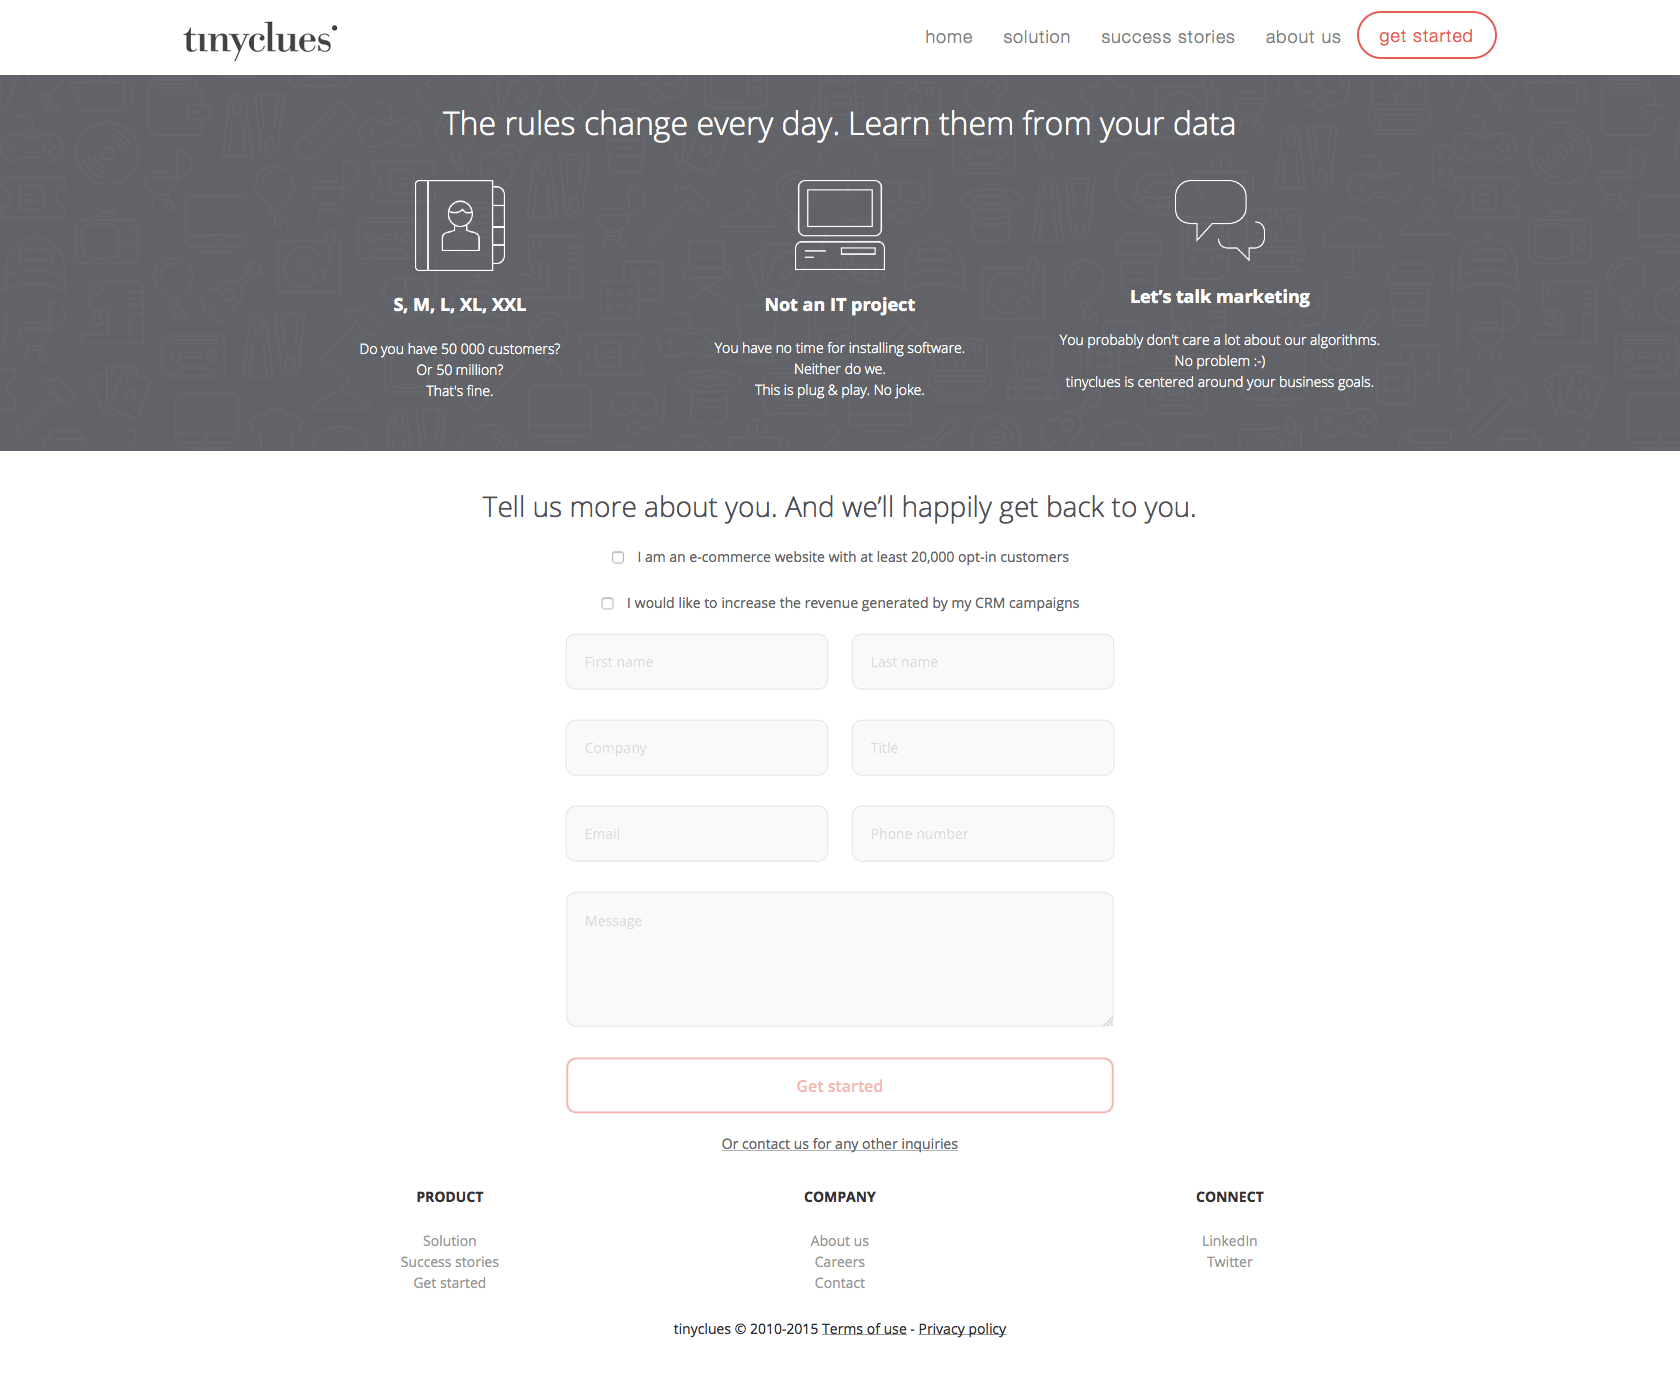 tinyclues
home solution success stories about us get started
The rules change every day. Learn them from your data
S, M, L, XL, XXL
Do you have 50 000 customers?
Or 50 million?
That's fine.
Not an IT project
You have no time for installing software.
Neither do we.
This is plug & play. No joke.
Let’s talk marketing
You probably don't care a lot about our algorithms.
No problem :-)
tinyclues is centered around your business goals.
Tell us more about you. And we’ll happily get back to you.
I am an e-commerce website with at least 20,000 opt-in customers
I would like to increase the revenue generated by my CRM campaigns
First name Last name
Company Title
Email Phone number
Message
Get started
Or contact us for any other inquiries
PRODUCT
Solution
Success stories
Get started
COMPANY
About us
Careers
Contact
CONNECT
LinkedIn
Twitter
tinyclues © 2010-2015 Terms of use - Privacy policy